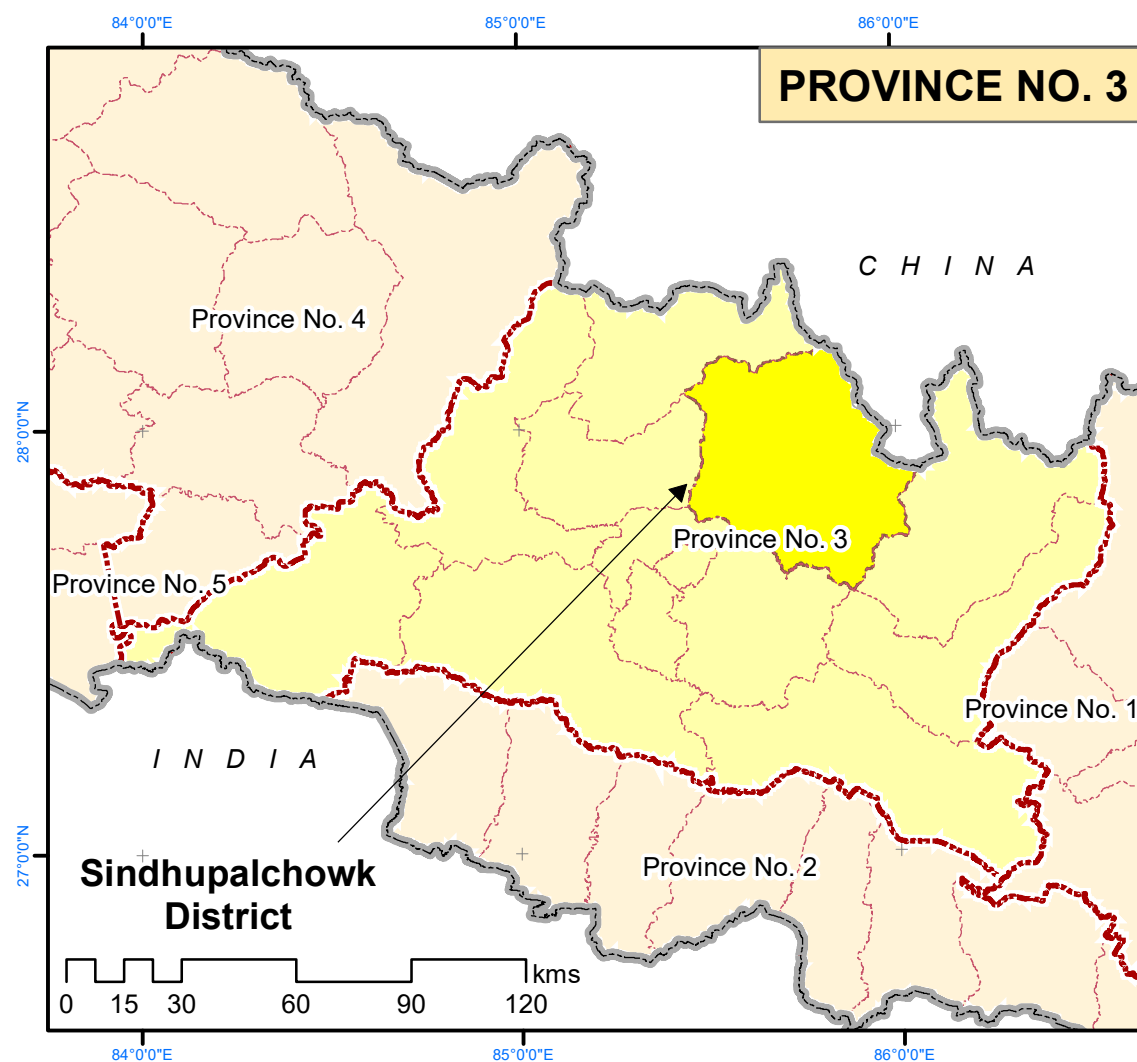 84°0'0"E
85°0'0"E
86°0'0"E
PROVINCE NO. 3
C H I N A
Province No. 4
28°0'0"N
Province No. 3
Province No. 5
Province No. 1
I N D I A
27°0'0"N
Province No. 2
Sindhupalchowk
District
kms
0 15 30 60 90 120
84°0'0"E
85°0'0"E
86°0'0"E